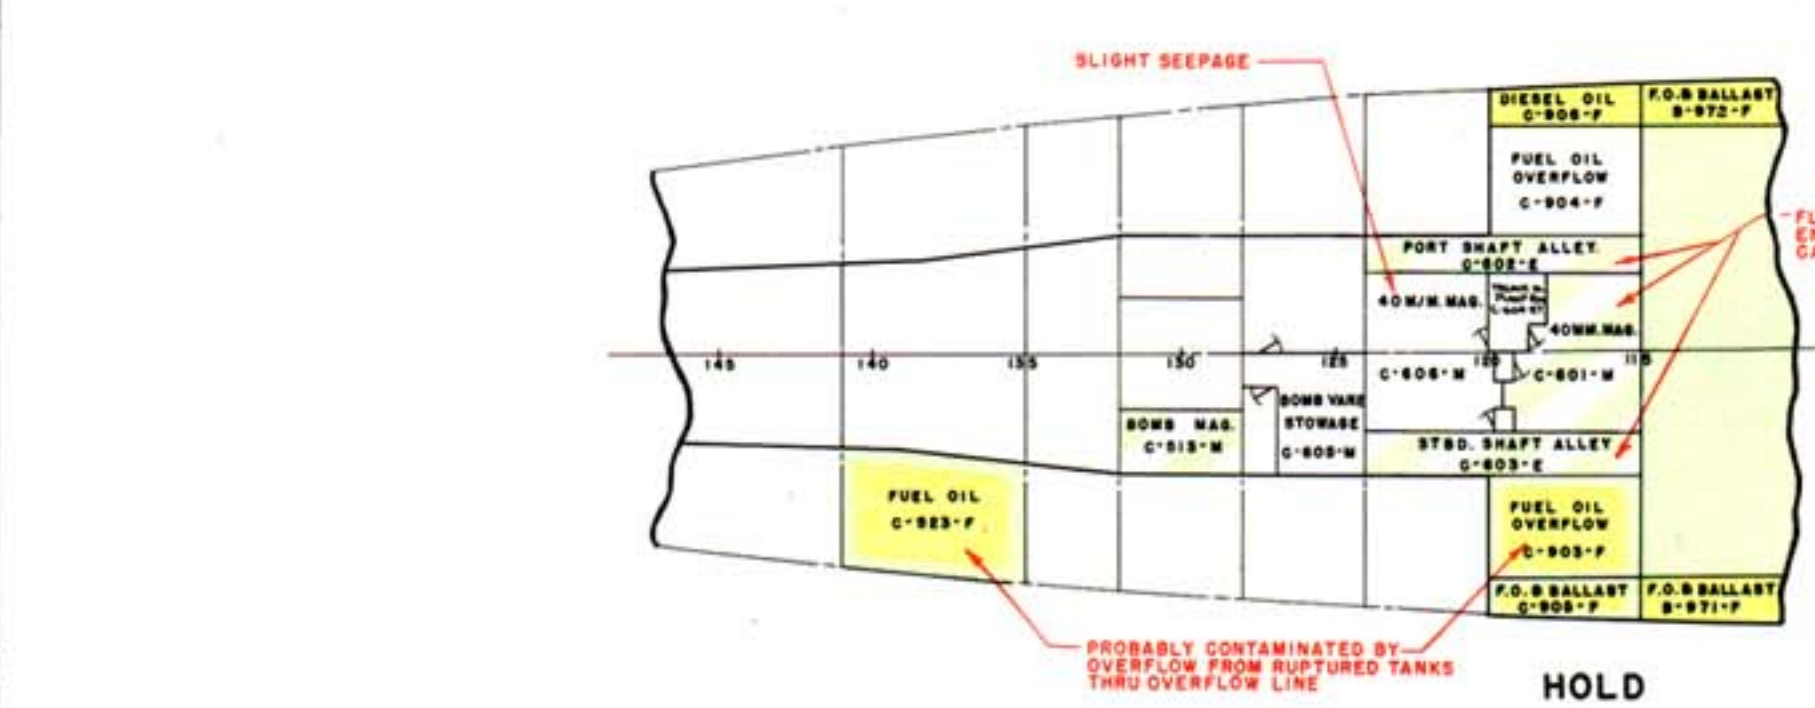 SLIGHT SEEPAGE
DIESEL OIL
C-906-F
F.O.& BALLAST
B-972-F
FUEL OIL
OVERFLOW
C-904-F
PORT SHAFT ALLEY
C-602-E
40 M/M. MAG.
40MM. MAG.
145
140
135
130
125
120
115
C-606-M
C-601-M
BOMB VANE
STOWAGE
C-605-M
BOMB MAG.
C-513-M
STBD. SHAFT ALLEY
C-603-E
FUEL OIL
C-923-F
FUEL OIL
OVERFLOW
C-903-F
F.O.& BALLAST
C-905-F
F.O.& BALLAST
B-971-F
PROBABLY CONTAMINATED BY
OVERFLOW FROM RUPTURED TANKS
THRU OVERFLOW LINE
HOLD